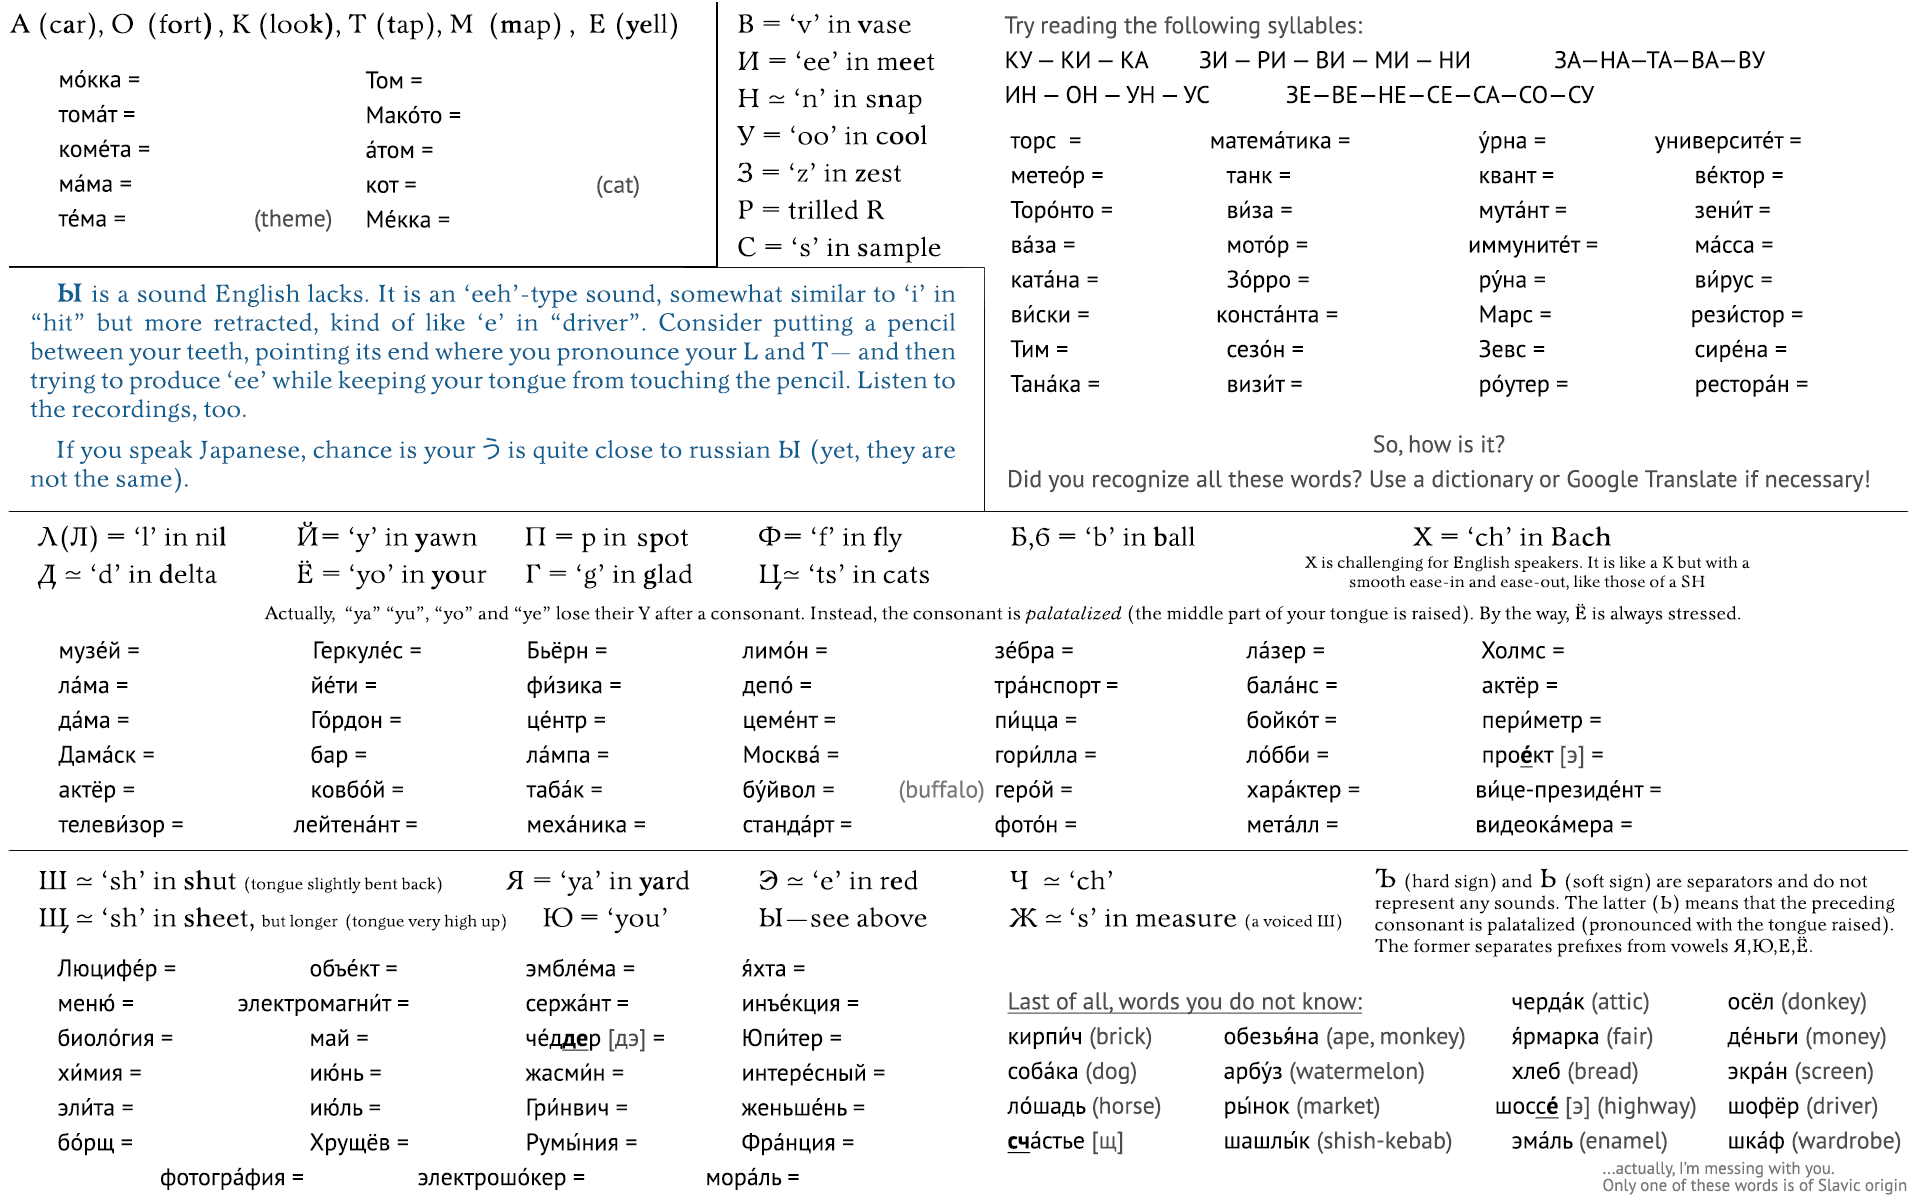 А (car), О (fort) , К (look), Т (tap), М (map) , Е (yell)
мо́кка = Том =
тома́т = Мако́то =
коме́та = а́том =
ма́ма = кот = (cat)
те́ма = (theme) Ме́кка =
В = ‘v’ in vase
И = ‘ee’ in meet
Н ≃ ‘n’ in snap
У = ‘oo’ in cool
З = ‘z’ in zest
Р = trilled R
С = ‘s’ in sample
Try reading the following syllables:
КУ – КИ – КА ЗИ – РИ – ВИ – МИ – НИ ЗА–НА–ТА–ВА–ВУ
ИН – ОН – УН – УС ЗЕ–ВЕ–НЕ–СЕ–СА–СО–СУ
торс = матема́тика = у́рна = университе́т =
метео́р = танк = квант = ве́ктор =
Торо́нто = ви́за = мута́нт = зени́т =
ва́за = мото́р = иммуните́т = ма́сса =
ката́на = Зо́рро = ру́на = ви́рус =
ви́ски = конста́нта = Марс = рези́стор =
Тим = сезо́н = Зевс = сире́на =
Тана́ка = визи́т = ро́утер = рестора́н =
So, how is it?
Did you recognize all these words? Use a dictionary or Google Translate if necessary!
Ы is a sound English lacks. It is an ‘eeh’-type sound, somewhat similar to ‘i’ in
“hit” but more retracted, kind of like ‘e’ in “driver”. Consider putting a pencil
between your teeth, pointing its end where you pronounce your L and T— and then
trying to produce ‘ee’ while keeping your tongue from touching the pencil. Listen to
the recordings, too.
If you speak Japanese, chance is your う is quite close to russian Ы (yet, they are
not the same).
Λ(Л) = ‘l’ in nil Й= ‘y’ in yawn П = p in spot Ф= ‘f’ in fly Б,б = ‘b’ in ball Х = ‘ch’ in Bach
Д ≃ ‘d’ in delta Ё = ‘yo’ in your Г = ‘g’ in glad Ц≃ ‘ts’ in cats
Х is challenging for English speakers. It is like a K but with a
smooth ease-in and ease-out, like those of a SH
Actually, “ya” “yu”, “yo” and “ye” lose their Y after a consonant. Instead, the consonant is palatalized (the middle part of your tongue is raised). By the way, Ё is always stressed.
музе́й = Геркуле́с = Бьёрн = лимо́н = зе́бра = ла́зер = Холмс =
ла́ма = йе́ти = фи́зика = депо́ = тра́нспорт = бала́нс = актёр =
да́ма = Го́рдон = це́нтр = цеме́нт = пи́цца = бойко́т = пери́метр =
Дама́ск = бар = ла́мпа = Москва́ = гори́лла = ло́бби = прое́кт [э] =
актёр = ковбо́й = таба́к = бу́йвол = (buffalo) геро́й = хара́ктер = ви́це-президе́нт =
телеви́зор = лейтена́нт = меха́ника = станда́рт = фото́н = мета́лл = видеока́мера =
Ш ≃ ‘sh’ in shut (tongue slightly bent back) Я = ‘ya’ in yard Э ≃ ‘e’ in red Ч ≃ ‘ch’
Щ ≃ ‘sh’ in sheet, but longer (tongue very high up) Ю = ‘you’ Ы—see above Ж ≃ ‘s’ in measure (a voiced Ш)
Ъ (hard sign) and Ь (soft sign) are separators and do not
represent any sounds. The latter (Ь) means that the preceding
consonant is palatalized (pronounced with the tongue raised).
The former separates prefixes from vowels Я,Ю,Е,Ё.
Люцифе́р = объе́кт = эмбле́ма = я́хта =
меню́ = электромагни́т = сержа́нт = инъе́кция =
биоло́гия = май = че́ддер [дэ] = Юпи́тер =
хи́мия = ию́нь = жасми́н = интере́сный =
эли́та = ию́ль = Гри́нвич = женьше́нь =
бо́рщ = Хрущёв = Румы́ния = Фра́нция =
фотогра́фия = электрошо́кер = мора́ль =
Last of all, words you do not know: черда́к (attic) осёл (donkey)
кирпи́ч (brick) обезья́на (ape, monkey) я́рмарка (fair) де́ньги (money)
соба́ка (dog) арбу́з (watermelon) хлеб (bread) экра́н (screen)
ло́шадь (horse) ры́нок (market) шоссе́ [э] (highway) шофёр (driver)
сча́стье [щ] шашлы́к (shish-kebab) эма́ль (enamel) шка́ф (wardrobe)
...actually, I’m messing with you.
Only one of these words is of Slavic origin